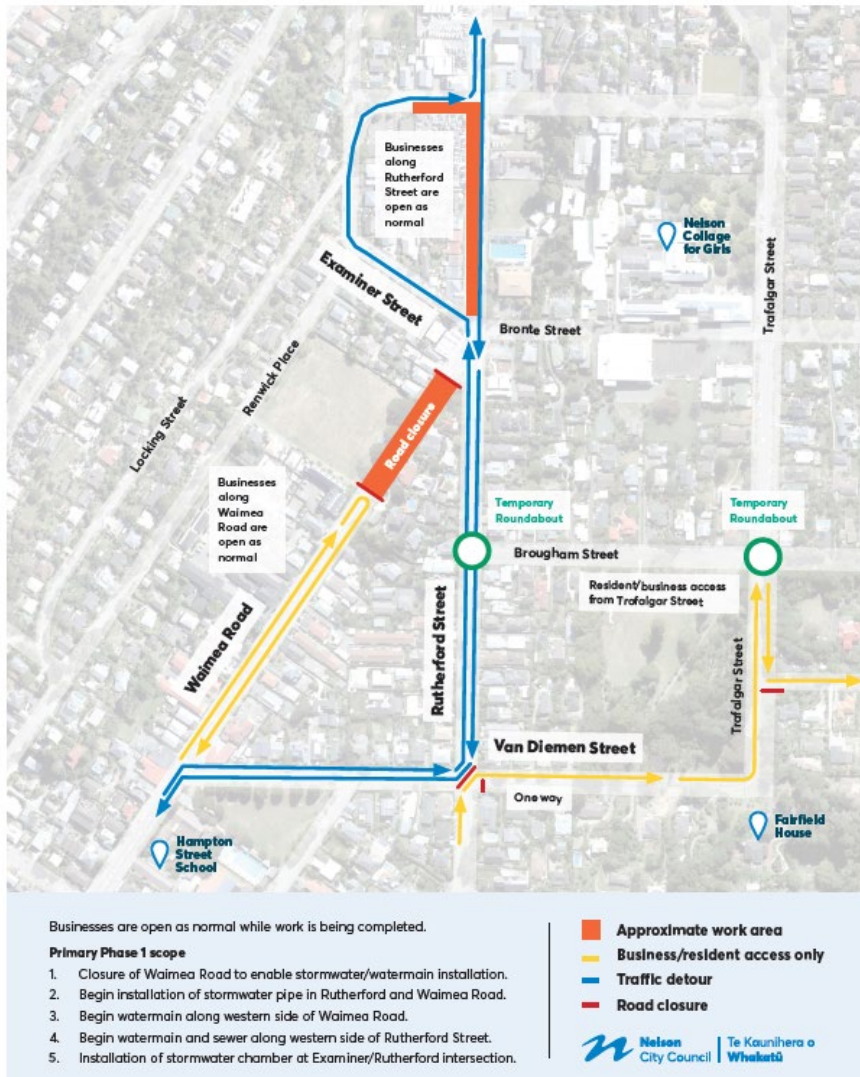 Businesses
along
Rutherford
Street are
open as
normal
Nelson
Collage
for Girls
Examiner Street
Trafalgar Street
Bronte Street
Renwick Place
Locking Street
Road closure
Businesses
along
Waimea
Road are
open as
normal
Temporary
Roundabout
Temporary
Roundabout
Brougham Street
Resident/business access
from Trafalgar Street
Waimea Road
Rutherford Street
Trafalgar Street
Van Diemen Street
One way
Hampton
Street
School
Fairfield
House
Businesses are open as normal while work is being completed.
Primary Phase 1 scope
1. Closure of Waimea Road to enable stormwater/watermain installation.
2. Begin installation of stormwater pipe in Rutherford and Waimea Road.
3. Begin watermain along western side of Waimea Road.
4. Begin watermain and sewer along western side of Rutherford Street.
5. Installation of stormwater chamber at Examiner/Rutherford intersection.
Approximate work area
Business/resident access only
Traffic detour
Road closure
Nelson
City Council
Te Kaunihera o
Whakatū